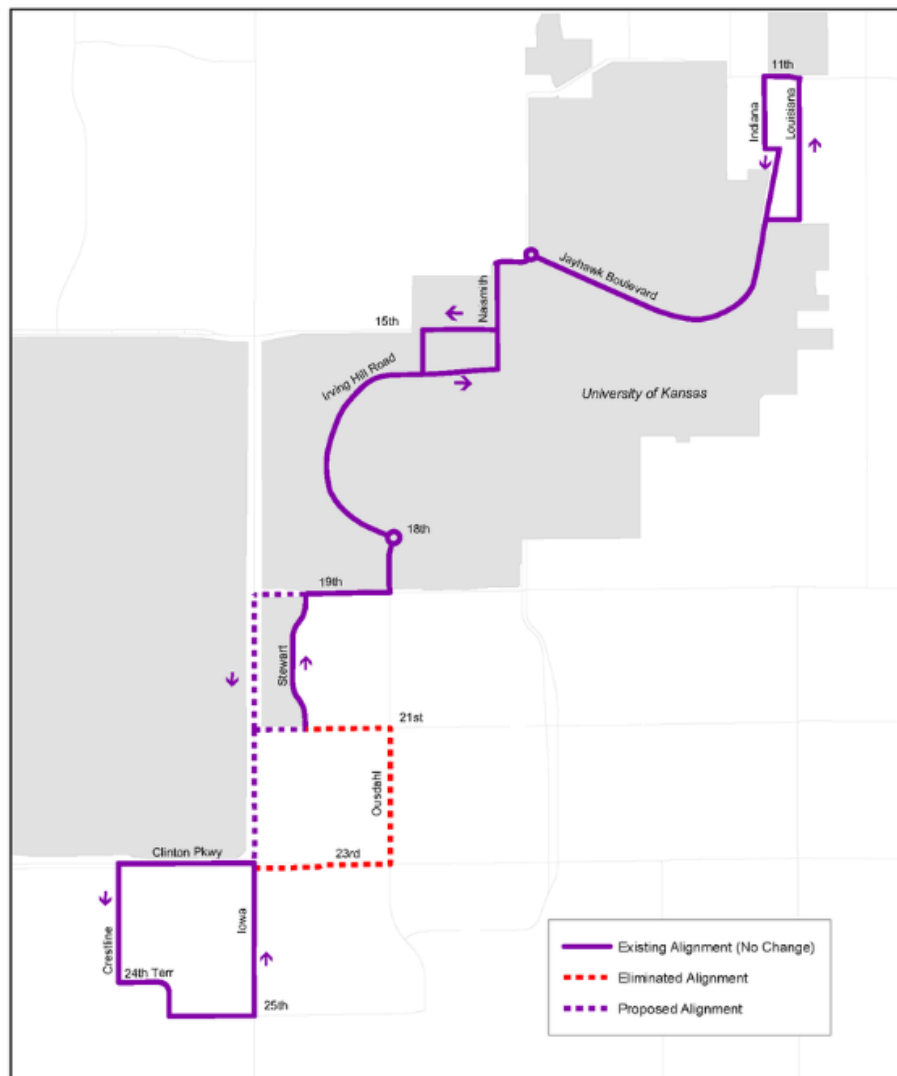 11th
Indiana
Louisiana
Jayhawk Boulevard
Naismith
15th
Irving Hill Road
University of Kansas
18th
19th
Stewart
21st
Ousdahl
23rd
Clinton Pkwy
Crestline
Iowa
24th Terr
25th
Existing Alignment (No Change)
Eliminated Alignment
Proposed Alignment